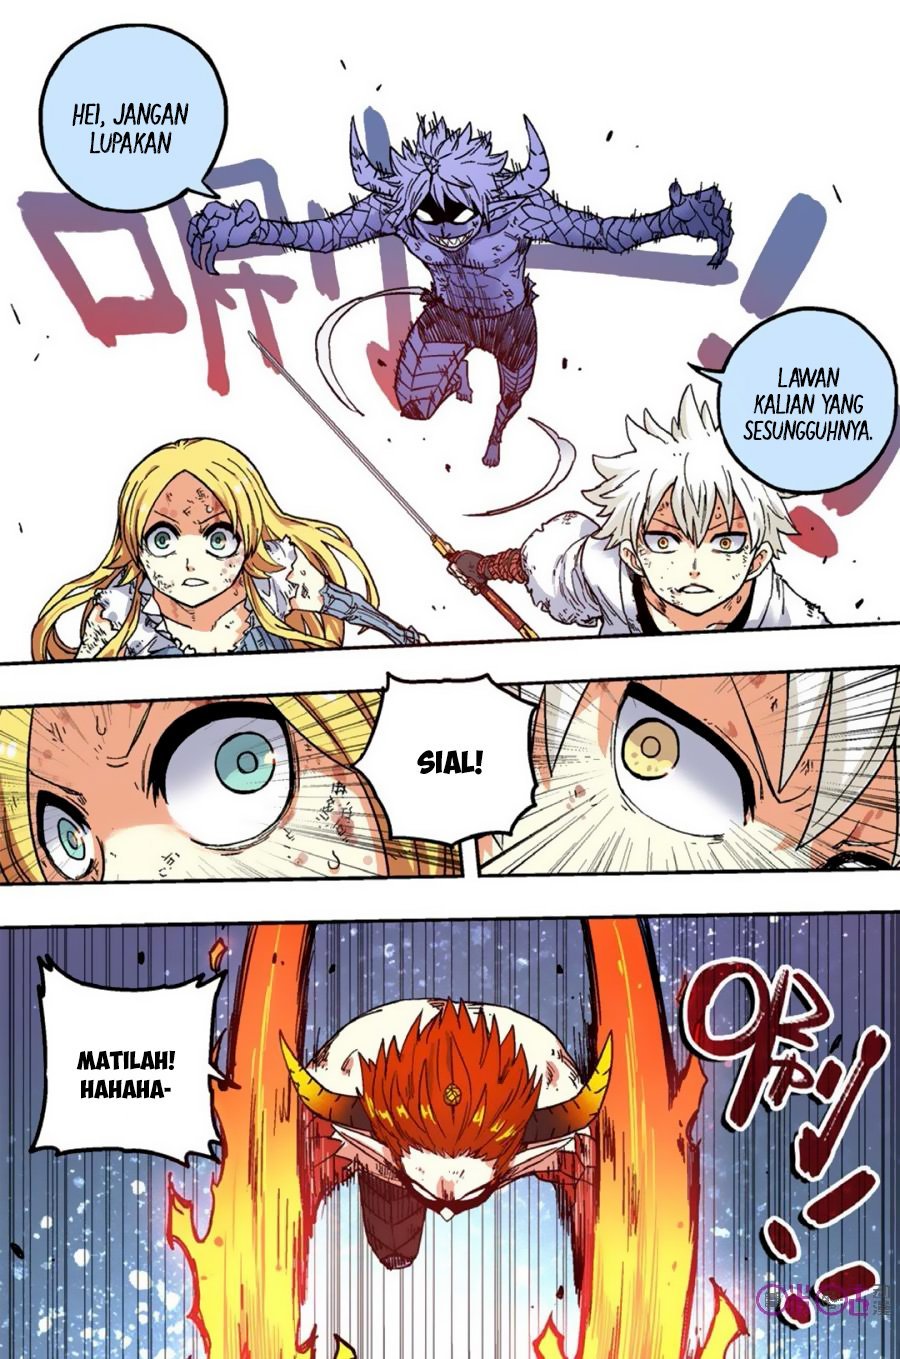 HEI, JANGAN
LUPAKAN
LAWAN
KALIAN YANG
SESUNGGUHNYA.
SIAL!
MATILAH!
HAHAHA-